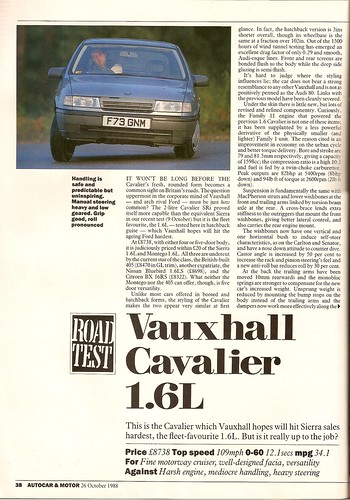 F79 GNM
Handling is
safe and
predictable but
uninspiring.
Manual steering
heavy and low
geared. Grip
good, roll
pronounced
IT WON'T BE LONG BEFORE THE
Cavalier's fresh, rounded form becomes a
common sight on Britain's roads. The question
uppermost in the corporate mind of Vauxhall
— and arch rival Ford — must be just how
common? The 2-litre Cavalier SRi proved
itself more capable than the equivalent Sierra
in our recent test (9 October) but it is the fleet
favourite, the 1.6L — tested here in hatchback
guise — which Vauxhall hopes will hit the
ageing Ford hardest.
At £8738, with either four or five-door body,
it is judiciously priced within £20 of the Sierra
1.6L and Montego 1.6L. All three are undercut
by the current star of the class, the British-built
405 (£8470 in GL trim), another stranger, the
Nissan Bluebird 1.6LS (£8698), and the
Citroen BX 16RS (£8322). What neither the
Montego nor the 405 can offer, though, is five
door versatility.
Unlike most cars offered in booted and
hatchback forms, the styling of the Cavalier
makes the two appear very similar at first
glance. In fact, the hatchback version is 3ins
shorter overall, though its wheelbase is the
same at a fraction over 102in. Out of the 1500
hours of wind tunnel testing has emerged an
excellent drag factor of only 0.29 and smooth,
Audi-esque lines. Front and rear screens are
bonded flush to the body while the deep side
glazing is semi-flush.
It's hard to judge where the styling
influences lie; the car does not bear a strong
resemblance to any other Vauxhall and is not as
positively penned as the Audi 80. Links with
the previous model have been cleanly severed.
Under the skin there is little new, but lots of
revised and refined components. Curiously,
the Family 11 engine that powered the
previous 1.6 Cavalier is not one of these items;
it has been supplanted by a less powerful
derivative of the physically smaller (and
lighter) Family 1 unit. The reason cited is an
improvement in economy on the urban cycle
and better torque delivery. Bore and stroke are
79 and 81.5mm respectively, giving a capacity
of 1598cc; the compression ratio is a high 10:1
and it is fed by a twin-choke carburettor.
Peak outputs are 82bhp at 5400rpm
down) and 94lb ft of torque at 2600rpm
down).
Suspension is fundamentally the same with
MacPherson struts and lower wishbones at the
front and trailing arms linked by torsion beam
axle at the rear. A cross-brace lends extra
stiffness to the outriggers that mount the front
wishbones, giving better lateral control, and
also carries the rear engine mount.
The wishbones now have one vertical and
one horizontal bush to reduce self-steer
characteristics, as on the Carlton and Senator,
and have a nose down attitude to counter dive.
Castor angle is increased by 50 per cent to
increase the rack and pinion steering's feel and
a thicker roll bar reduces roll by 30 per cent.
At the back the trailing arms have been
moved 10mm rearwards and the monobloc
springs are stronger to compensate for the new
car's increased weight. Unsprung weight is
reduced by mounting the bump stops on the
body instead of the trailing arms and the
dampers now work more effectively along the
ROAD
TEST
Vauxhall
Cavalier
1.6L
This is the Cavalier which Vauxhall hopes will hit Sierra sales
hardest, the fleet-favourite 1.6L. But is it really up to the job?
Price £8738 Top speed 109mph 0-60 12.1secs mpg 34.1
For Fine motorway cruiser, well-designed facia, versatility
Against Harsh engine, mediocre handling, heavy steering
38 AUTOCAR & MOTOR 26 October 1988